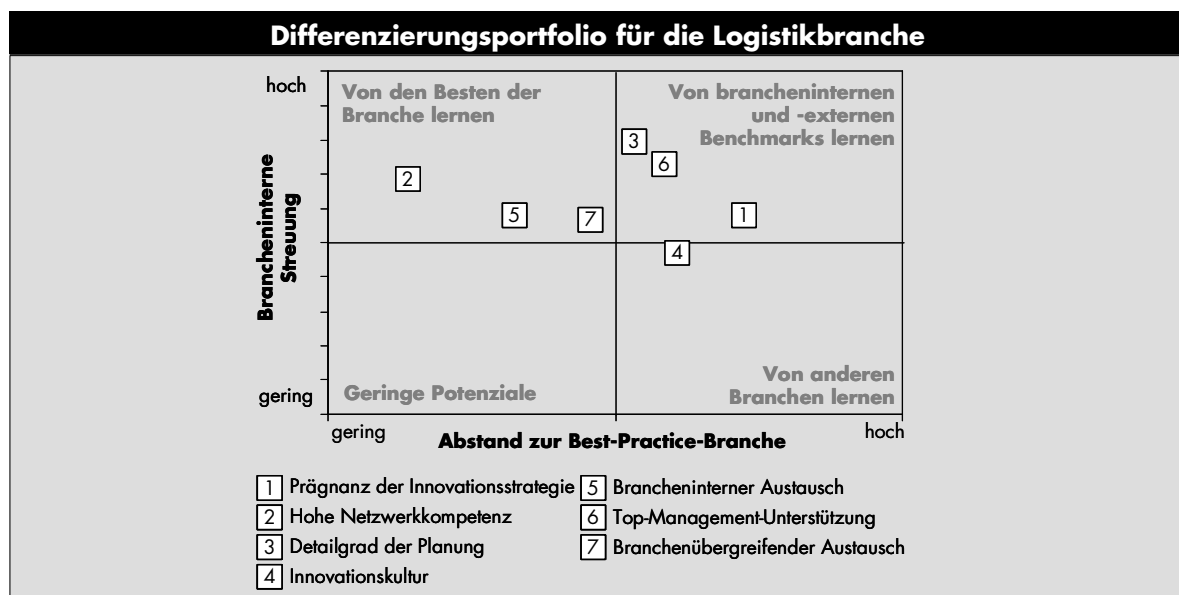 Differenzierungsportfolio für die Logistikbranche
hoch
Von den Besten der
Branche lernen
Von brancheninternen
und -externen
Benchmarks lernen
3
6
2
5
7
1
4
Brancheninterne
Streuung
Von anderen
Branchen lernen
Geringe Potenziale
gering
gering
Abstand zur Best-Practice-Branche
hoch
1 Prägnanz der Innovationsstrategie
2 Hohe Netzwerkkompetenz
3 Detailgrad der Planung
4 Innovationskultur
5 Brancheninterner Austausch
6 Top-Management-Unterstützung
7 Branchenübergreifender Austausch